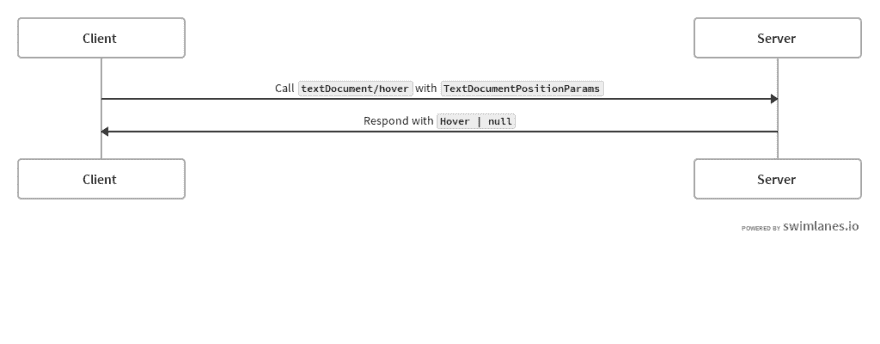 Client Server
Call textDocument/hover with TextDocumentPositionParams
Respond with Hover | null
Client Server
POWERED BY swimlanes.io